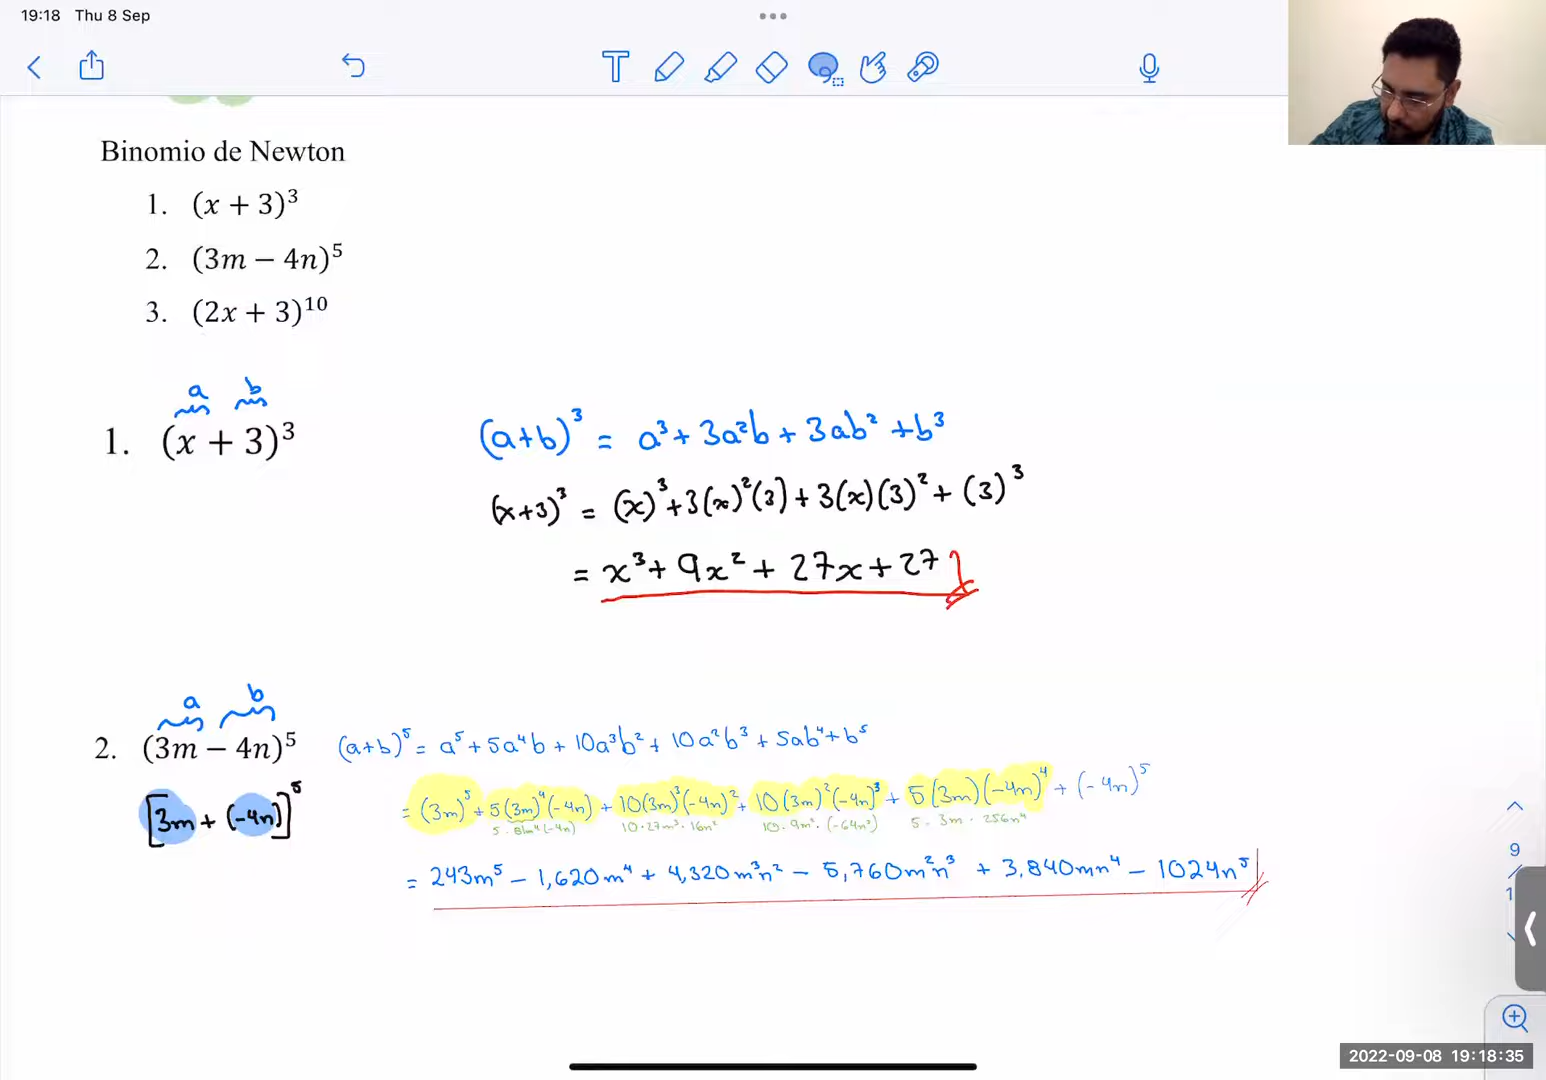 19:18 Thu 8 Sep
Binomio de Newton
1. (x + 3)³
2. (3m − 4n)⁵
3. (2x + 3)¹⁰
a b
1. (x + 3)³
(a+b)³ = a³ + 3a²b + 3ab² + b³
(x+3)³ = (x)³ + 3(x)²(3) + 3(x)(3)² + (3)³
= x³ + 9x² + 27x + 27
a b
2. (3m − 4n)⁵
(a+b)⁵ = a⁵ + 5a⁴b + 10a³b² + 10a²b³ + 5ab⁴ + b⁵
[3m + (-4n)]⁵
= (3m)⁵ + 5(3m)⁴(-4n) + 10(3m)³(-4n)² + 10(3m)²(-4n)³ + 5(3m)(-4n)⁴ + (-4n)⁵
5 · 81m⁴(-4n) 10·27m³·16n² 10·9m²·(-64n³) 5 · 3m · 256n⁴
= 243m⁵ − 1,620m⁴ + 4,320m³n² − 5,760m²n³ + 3,840mn⁴ − 1024n⁵
9
2022-09-08 19:18:35